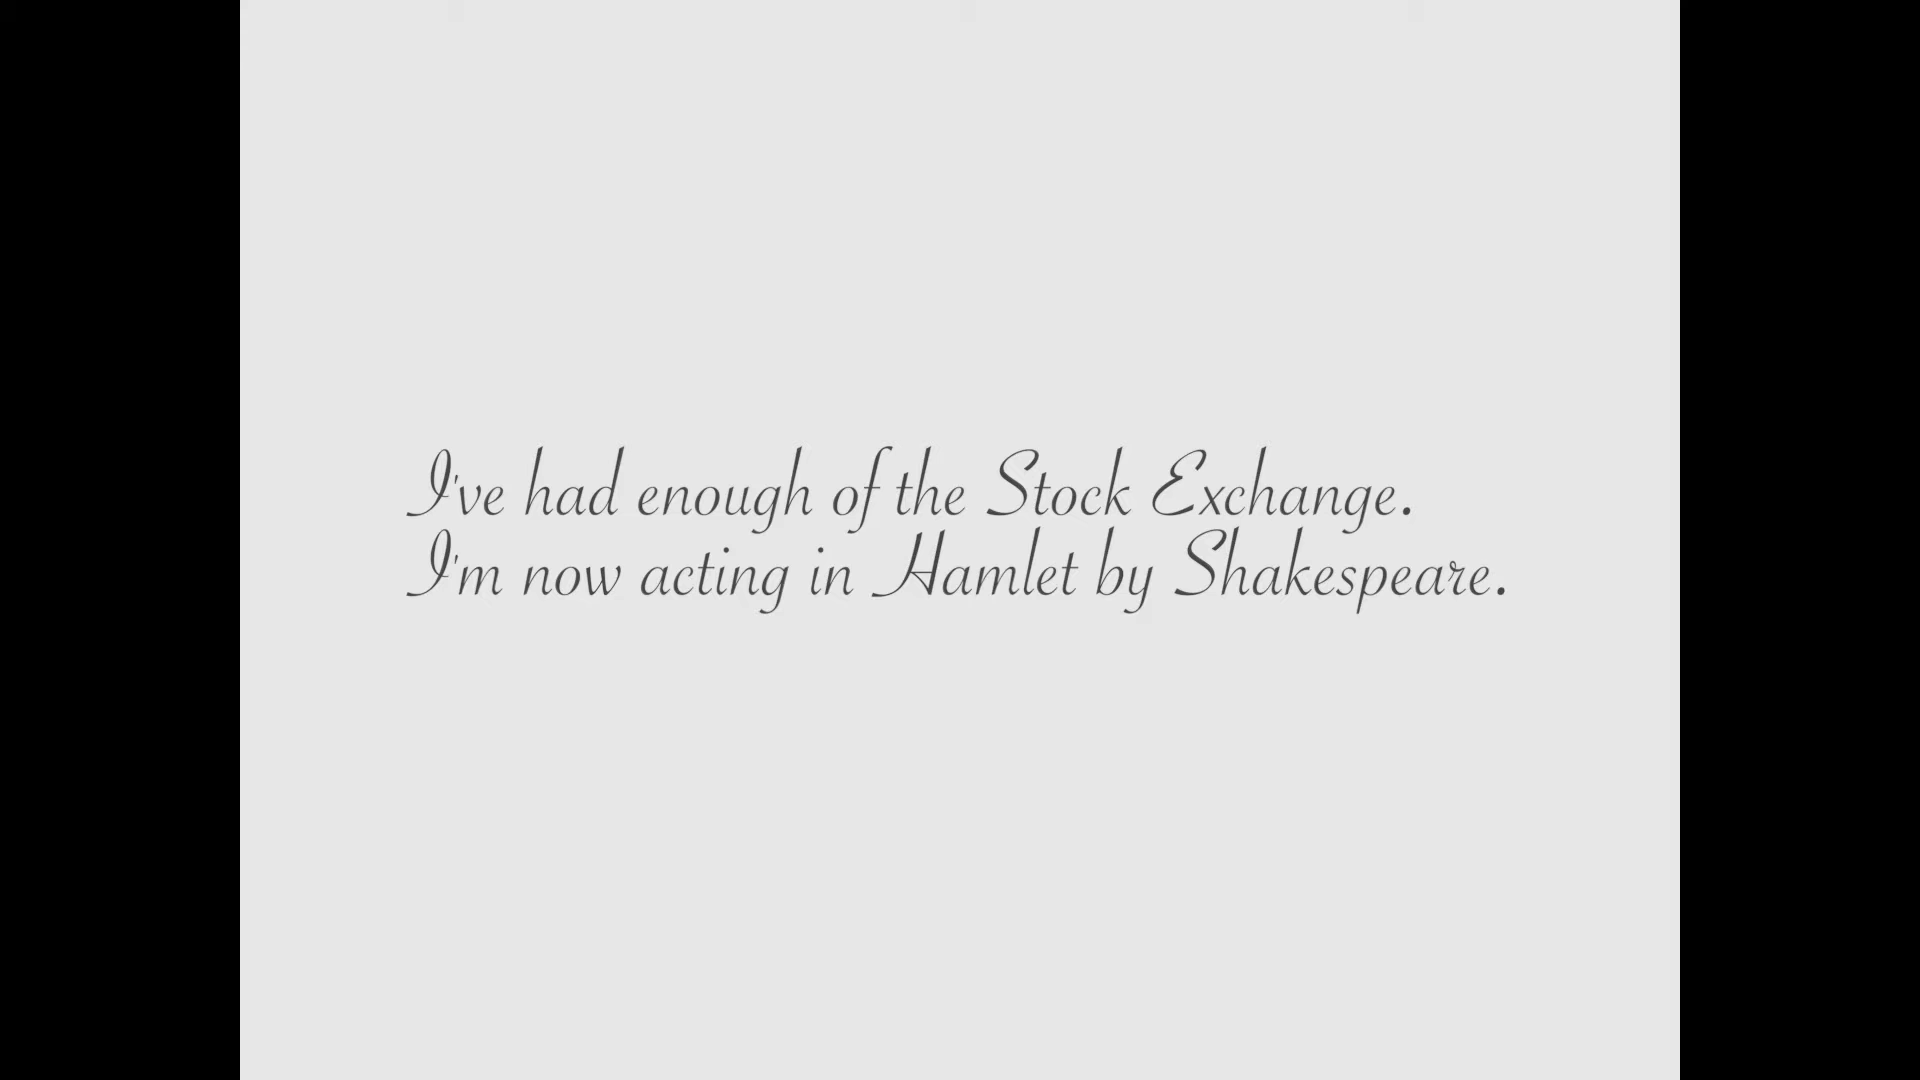 I've had enough of the Stock Exchange.
I'm now acting in Hamlet by Shakespeare.